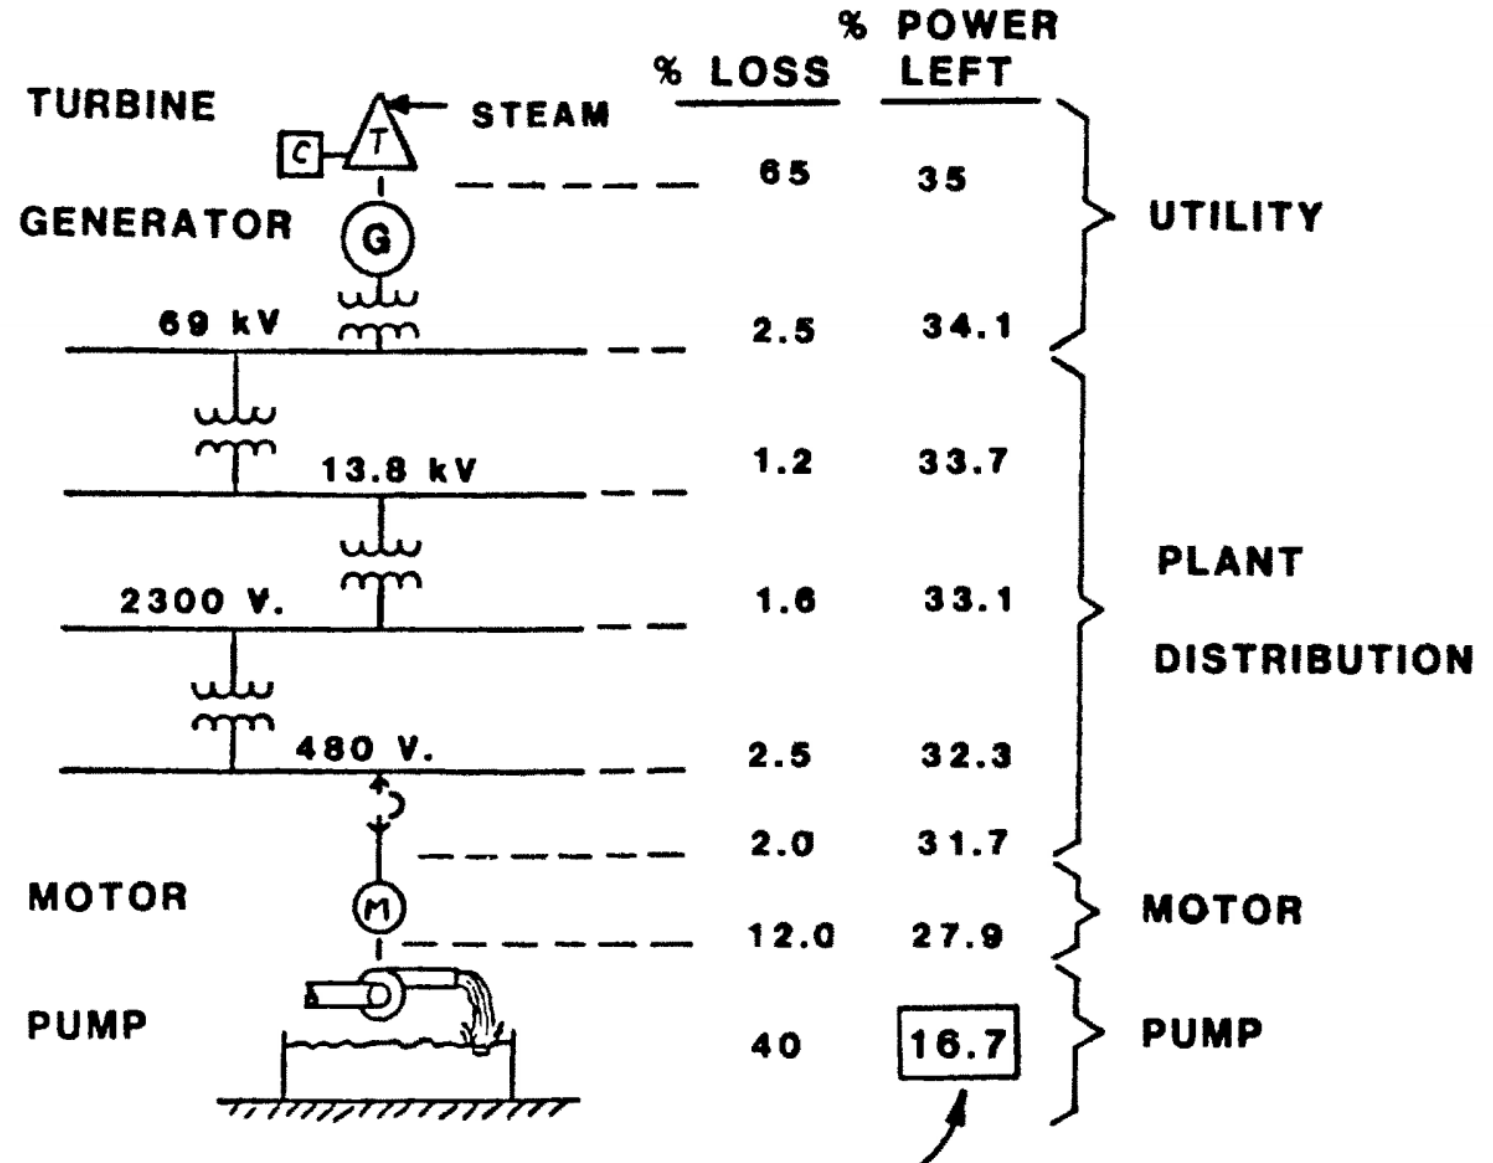 % POWER
% LOSS LEFT
TURBINE
STEAM
C T
65 35
UTILITY
GENERATOR
G
69 kV
2.5 34.1
13.8 kV
1.2 33.7
PLANT
2300 V.
1.6 33.1
DISTRIBUTION
480 V.
2.5 32.3
2.0 31.7
MOTOR
M
MOTOR
12.0 27.9
PUMP
40 16.7
PUMP